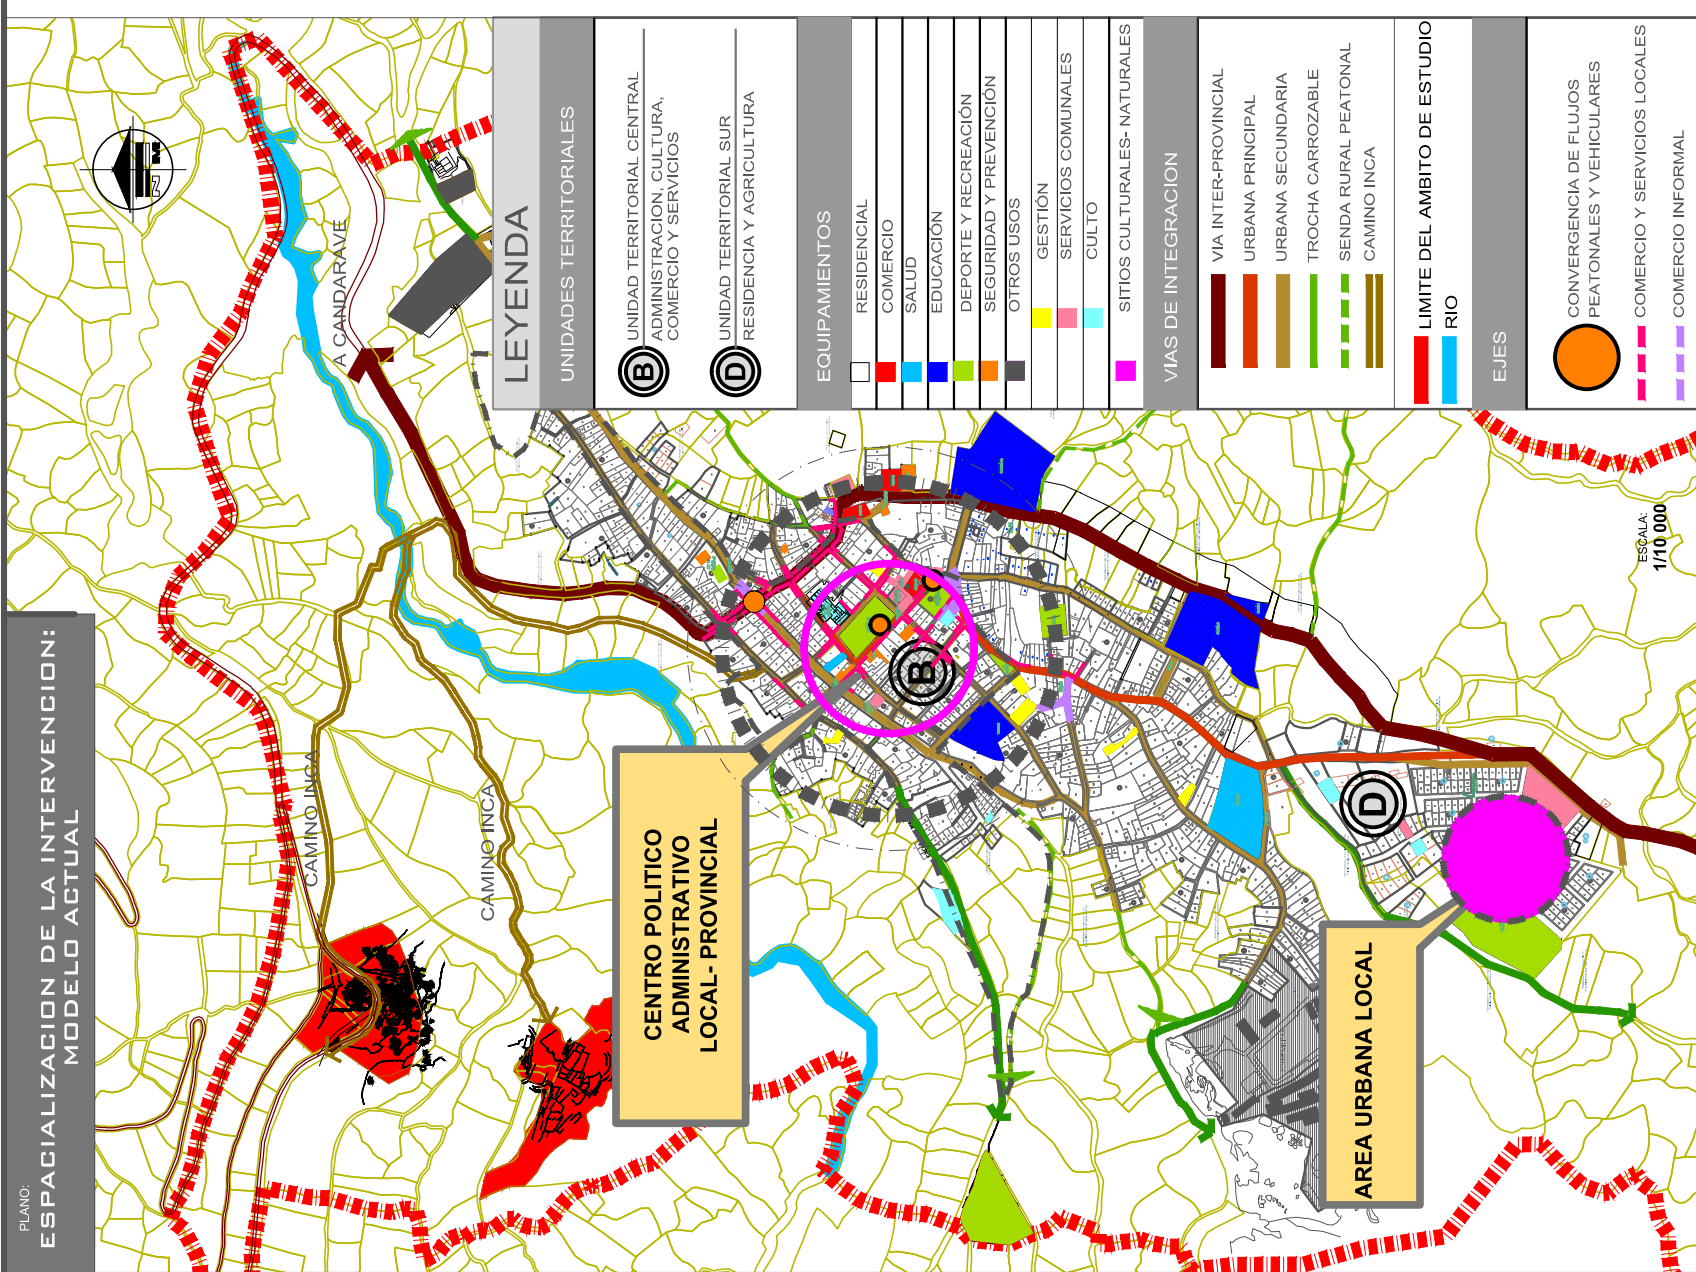 PLANO:
ESPACIALIZACION DE LA INTERVENCION:
MODELO ACTUAL
N M
A CANDARAVE
CAMINO INCA
CAMINO INCA
CENTRO POLITICO
ADMINISTRATIVO
LOCAL- PROVINCIAL
B
D
AREA URBANA LOCAL
ESCALA:
1/10 000
LEYENDA
UNIDADES TERRITORIALES
B
UNIDAD TERRITORIAL CENTRAL
ADMINISTRACION, CULTURA,
COMERCIO Y SERVICIOS
D
UNIDAD TERRITORIAL SUR
RESIDENCIA Y AGRICULTURA
EQUIPAMIENTOS
RESIDENCIAL
COMERCIO
SALUD
EDUCACIÓN
DEPORTE Y RECREACIÓN
SEGURIDAD Y PREVENCIÓN
OTROS USOS
GESTIÓN
SERVICIOS COMUNALES
CULTO
SITIOS CULTURALES- NATURALES
VIAS DE INTEGRACION
VIA INTER-PROVINCIAL
URBANA PRINCIPAL
URBANA SECUNDARIA
TROCHA CARROZABLE
SENDA RURAL PEATONAL
CAMINO INCA
LIMITE DEL AMBITO DE ESTUDIO
RIO
EJES
CONVERGENCIA DE FLUJOS
PEATONALES Y VEHICULARES
COMERCIO Y SERVICIOS LOCALES
COMERCIO INFORMAL